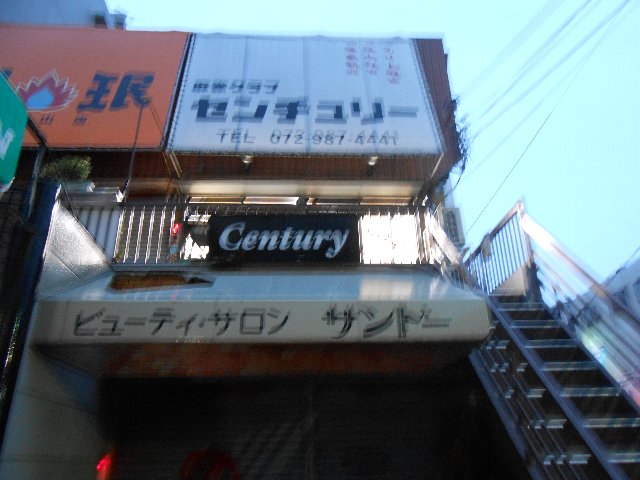 珉
麻雀クラブ
センチュリー
TEL 072-987-4441
Century
ビューティ・サロン サンドー